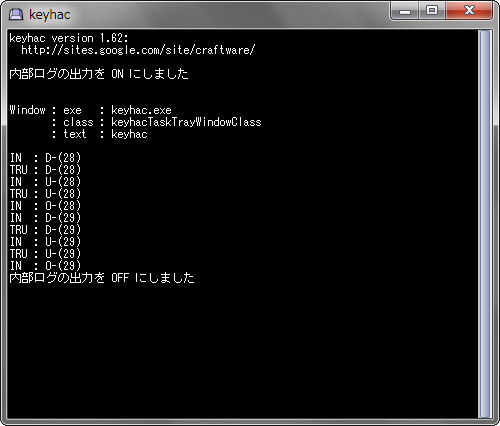 keyhac
keyhac version 1.62:
  http://sites.google.com/site/craftware/
内部ログの出力を ON にしました
Window : exe   : keyhac.exe
       : class : keyhacTaskTrayWindowClass
       : text  : keyhac
IN  : D-(28)
TRU : D-(28)
IN  : U-(28)
TRU : U-(28)
IN  : O-(28)
IN  : D-(29)
TRU : D-(29)
IN  : U-(29)
TRU : U-(29)
IN  : O-(29)
内部ログの出力を OFF にしました